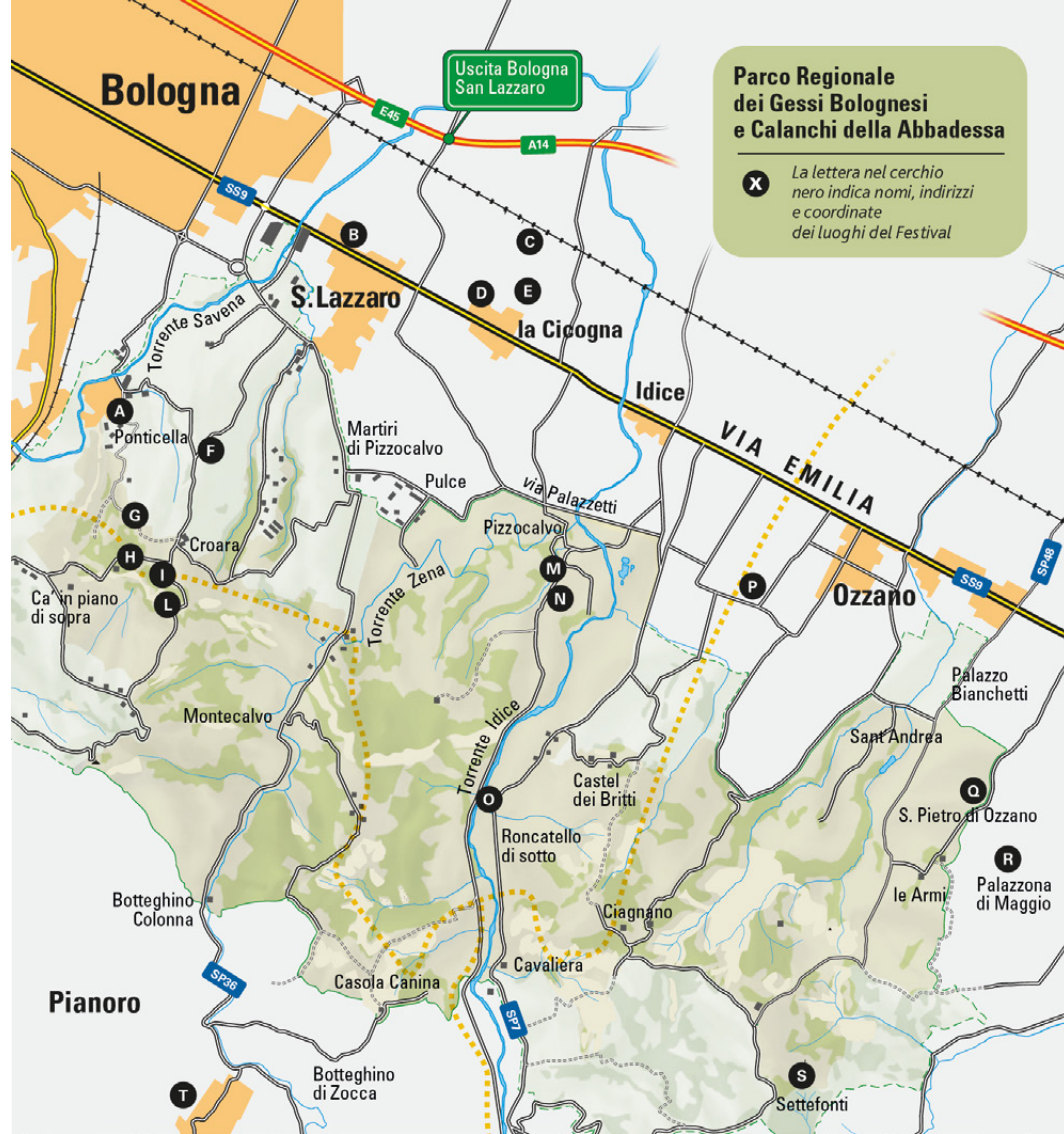 Bologna
Uscita Bologna
San Lazzaro
E45
A14
Parco Regionale
dei Gessi Bolognesi
e Calanchi della Abbadessa
X
La lettera nel cerchio
nero indica nomi, indirizzi
e coordinate
dei luoghi del Festival
SS9
B
C
D
E
S.Lazzaro
la Cicogna
Torrente Savena
Idice
VIA EMILIA
A
Ponticella
F
Martiri
di Pizzocalvo
Pulce
via Palazzetti
G
Pizzocalvo
H
Croara
I
L
Ca' in piano
di sopra
Torrente Zena
M
N
P
Ozzano
SS9
SP48
Palazzo
Bianchetti
Montecalvo
Sant'Andrea
Torrente Idice
O
Castel
dei Britti
Q
S. Pietro di Ozzano
Roncatello
di sotto
R
Palazzona
di Maggio
le Armi
Botteghino
Colonna
Ciagnano
Cavaliera
Casola Canina
SP36
Pianoro
SP7
Botteghino
di Zocca
S
Settefonti
T